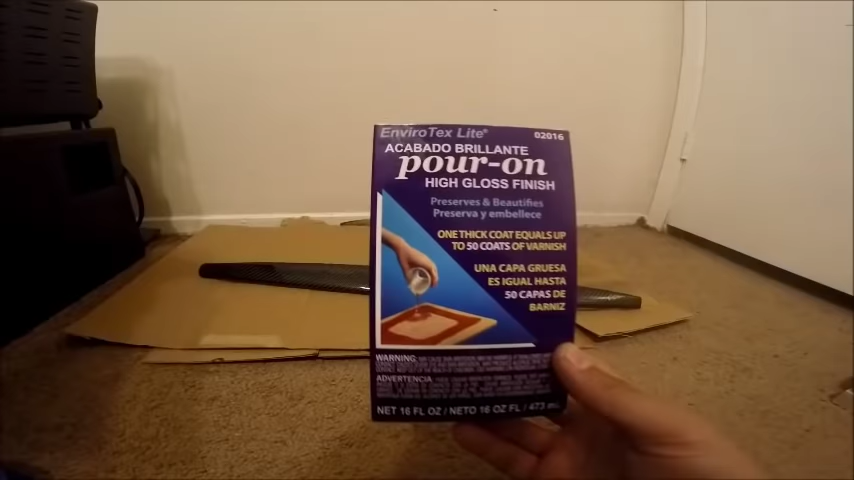 EnviroTex Lite®
02016
ACABADO BRILLANTE
pour-on
HIGH GLOSS FINISH
Preserves & Beautifies
Preserva y embellece
ONE THICK COAT EQUALS UP
TO 50 COATS OF VARNISH
UNA CAPA GRUESA
ES IGUAL HASTA
50 CAPAS DE
BARNIZ
WARNING:
ADVERTENCIA:
NET 16 FL OZ / NETO 16 OZ FL / 473 mL